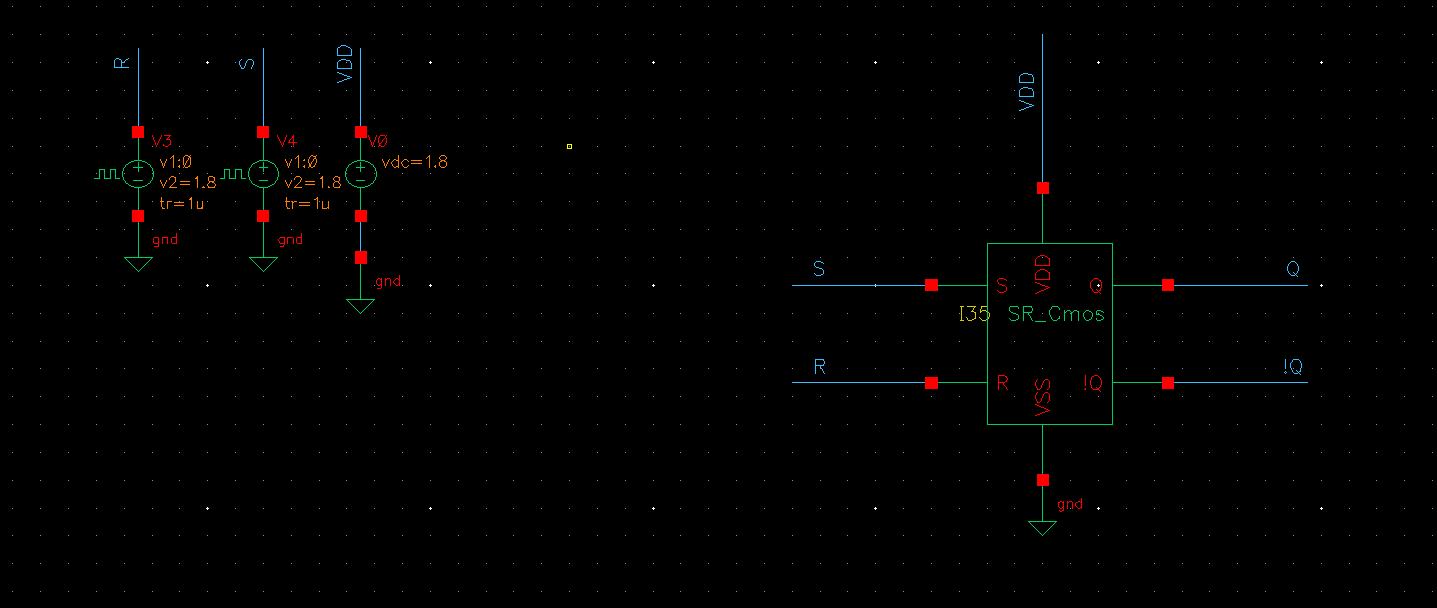 R
S
VDD
V3
v1:0
v2=1.8
tr=1u
gnd
V4
v1:0
v2=1.8
tr=1u
gnd
V0
vdc=1.8
gnd
VDD
S
Q
S
VDD
Q
I35
SR_Cmos
R
!Q
R
VSS
!Q
gnd